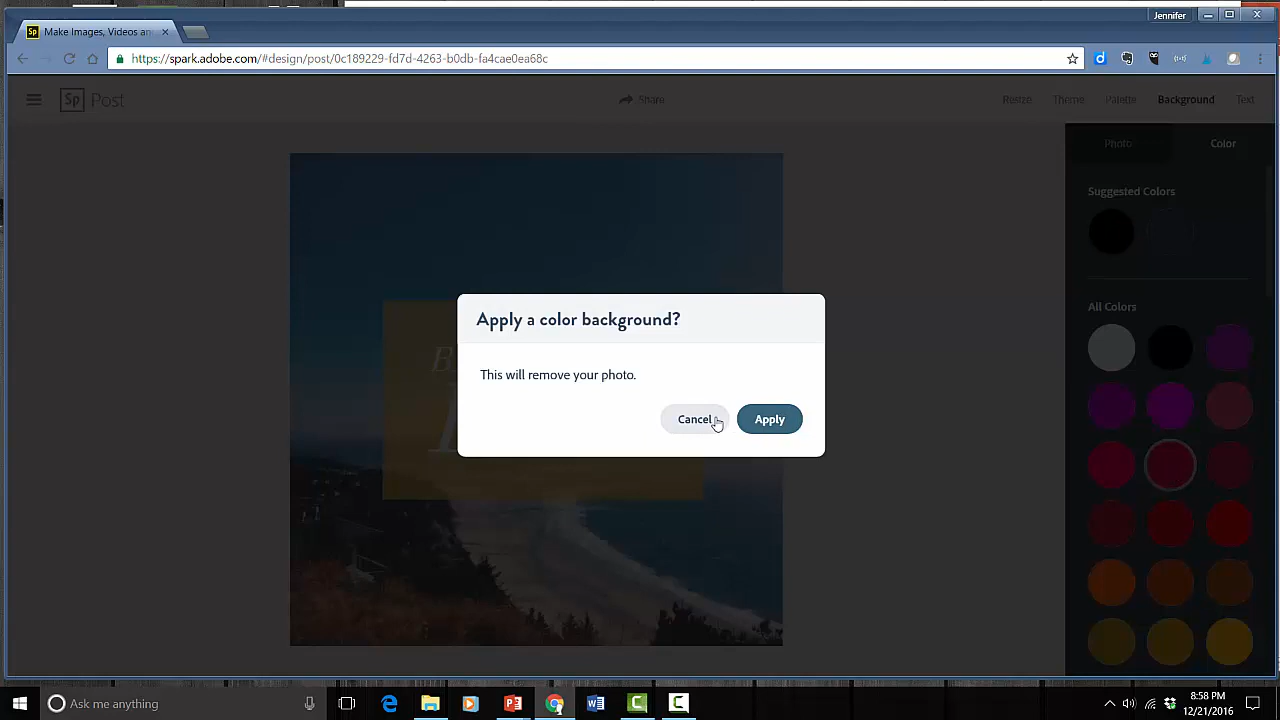 Jennifer
Sp Make Images, Videos an
https://spark.adobe.com/#design/post/0c189229-fd7d-4263-b0db-fa4cae0ea68c
Sp Post
Share
Resize Theme Palette Background Text
Photo Color
Suggested Colors
All Colors
Apply a color background?
This will remove your photo.
Cancel Apply
Ask me anything
8:58 PM
12/21/2016